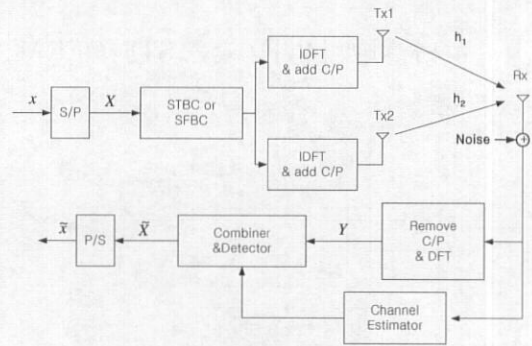 Tx1
h1
IDFT
& add C/P
Rx
x
S/P
X
STBC or
SFBC
Tx2
h2
Noise
+
IDFT
& add C/P
x̃
P/S
X̃
Combiner
&Detector
Y
Remove
C/P
& DFT
Channel
Estimator